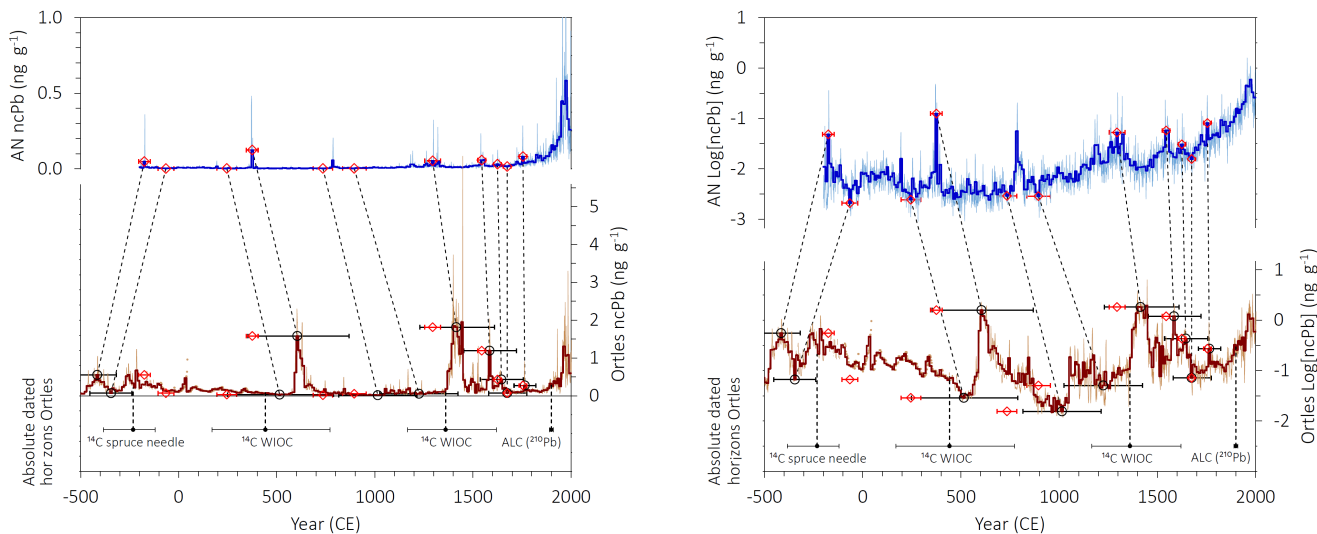 1.0
0.5
0.0
AN ncPb (ng g⁻¹)
5
4
3
2
1
0
Ortles ncPb (ng g⁻¹)
Absolute dated
hor zons Ortles
¹⁴C spruce needle
¹⁴C WIOC
¹⁴C WIOC
ALC (²¹⁰Pb)
-500
0
500
1000
1500
2000
Year (CE)
1
0
-1
-2
-3
AN Log[ncPb] (ng g⁻¹)
1
0
-1
-2
Ortles Log[ncPb] (ng g⁻¹)
Absolute dated
horizons Ortles
¹⁴C spruce needle
¹⁴C WIOC
¹⁴C WIOC
ALC (²¹⁰Pb)
-500
0
500
1000
1500
2000
Year (CE)